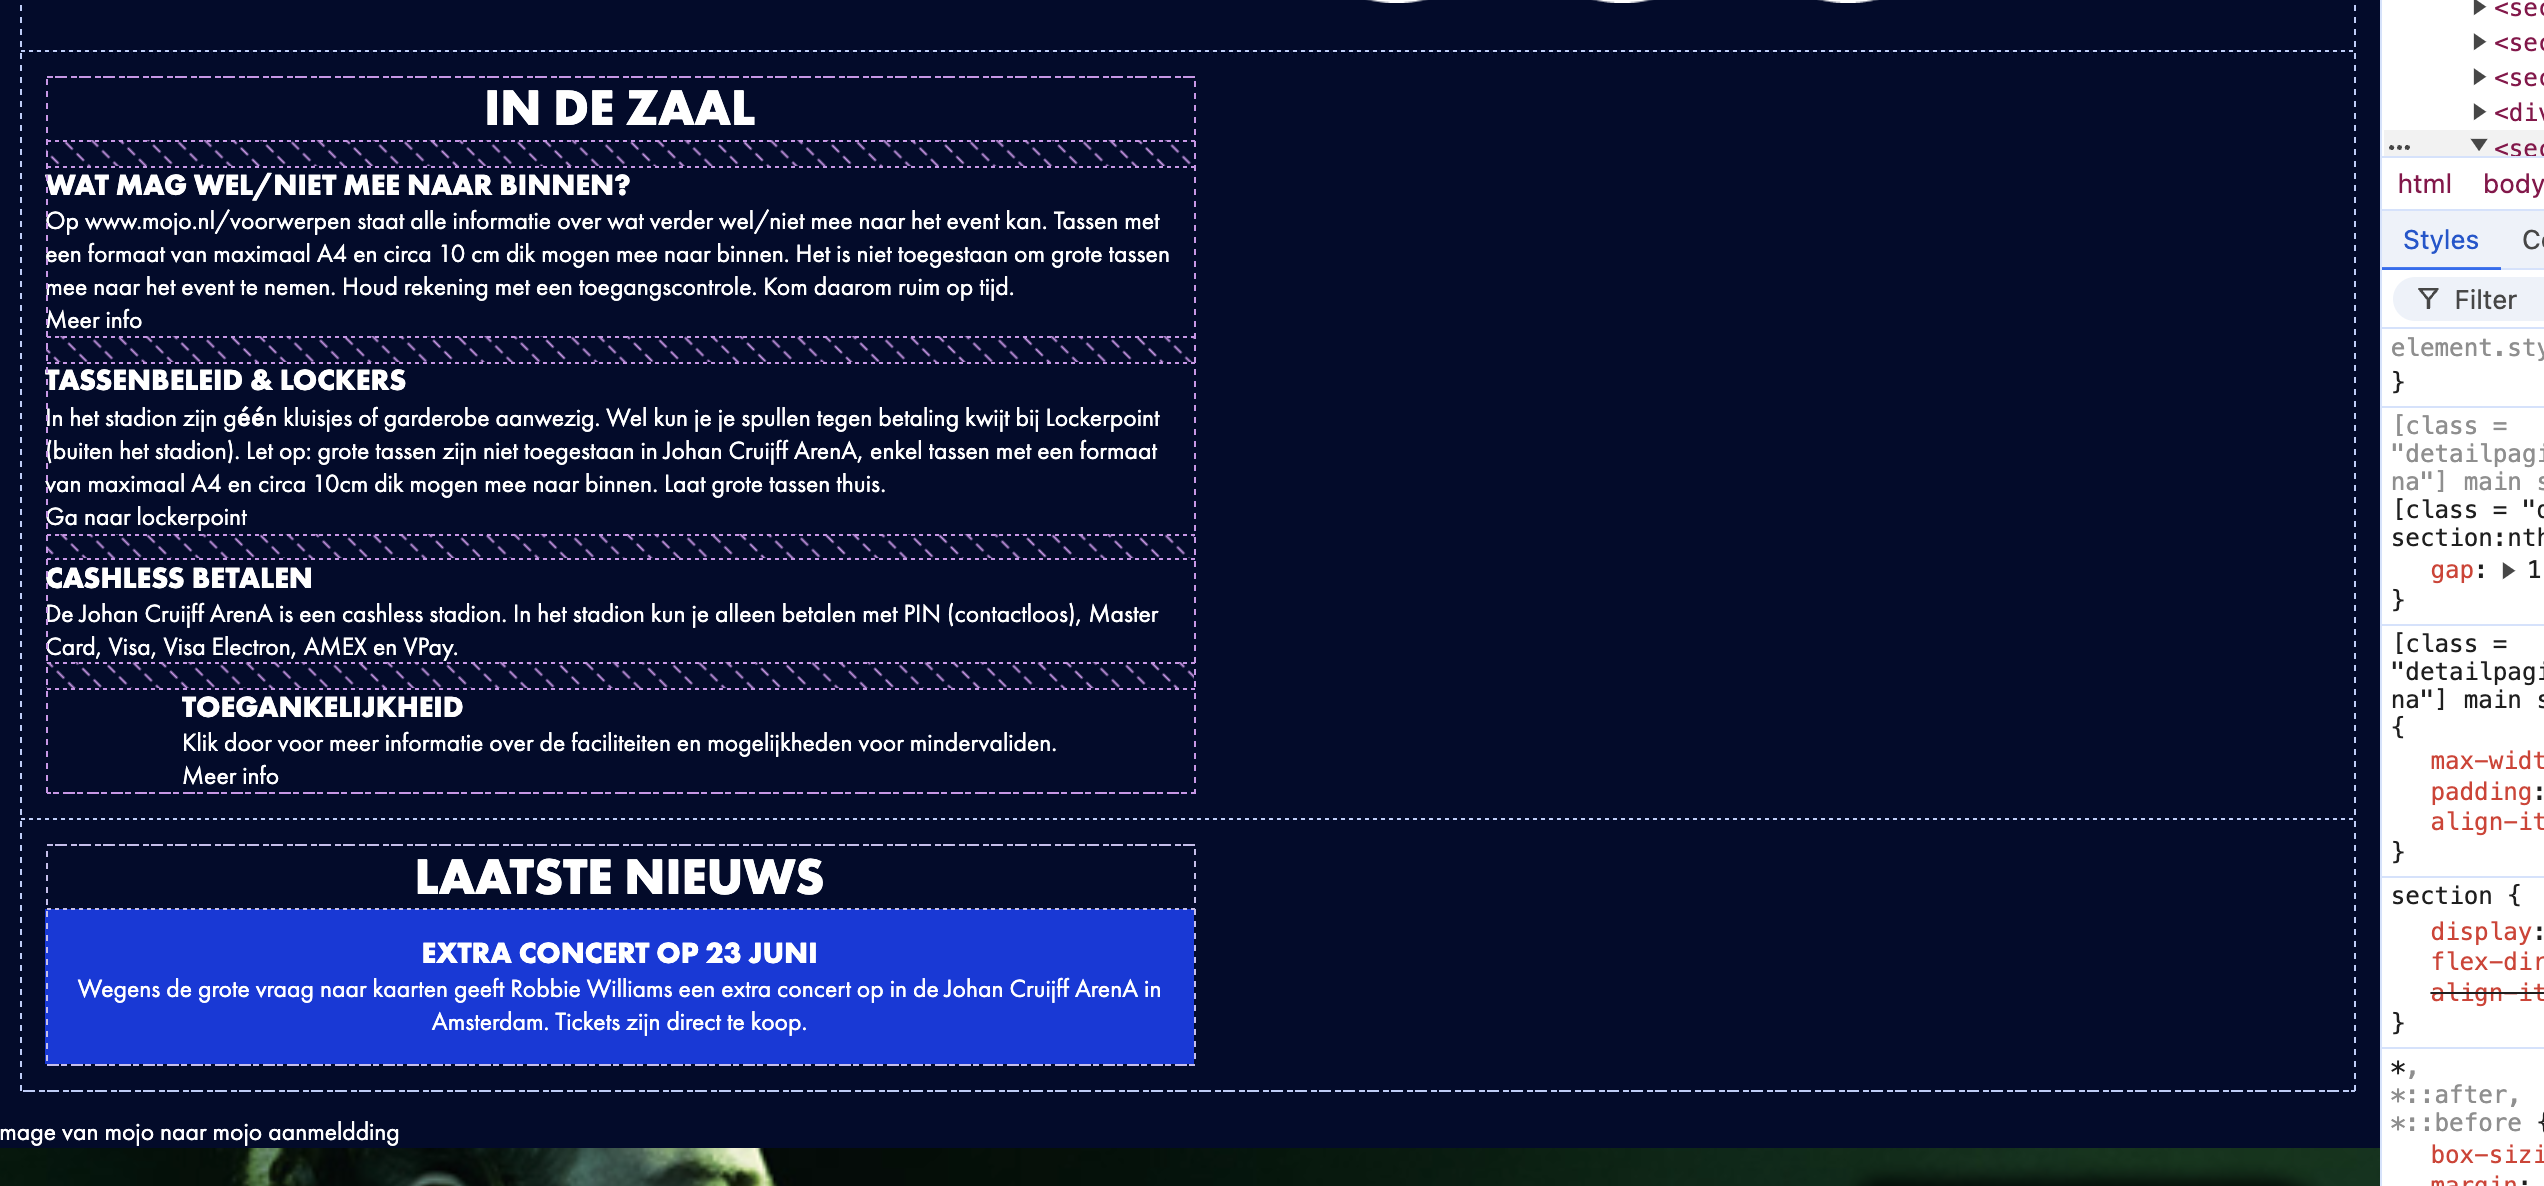 IN DE ZAAL
WAT MAG WEL/NIET MEE NAAR BINNEN?
Op www.mojo.nl/voorwerpen staat alle informatie over wat verder wel/niet mee naar het event kan. Tassen met
een formaat van maximaal A4 en circa 10 cm dik mogen mee naar binnen. Het is niet toegestaan om grote tassen
mee naar het event te nemen. Houd rekening met een toegangscontrole. Kom daarom ruim op tijd.
Meer info
TASSENBELEID & LOCKERS
In het stadion zijn géén kluisjes of garderobe aanwezig. Wel kun je je spullen tegen betaling kwijt bij Lockerpoint
(buiten het stadion). Let op: grote tassen zijn niet toegestaan in Johan Cruijff ArenA, enkel tassen met een formaat
van maximaal A4 en circa 10cm dik mogen mee naar binnen. Laat grote tassen thuis.
Ga naar lockerpoint
CASHLESS BETALEN
De Johan Cruijff ArenA is een cashless stadion. In het stadion kun je alleen betalen met PIN (contactloos), Master
Card, Visa, Visa Electron, AMEX en VPay.
TOEGANKELIJKHEID
Klik door voor meer informatie over de faciliteiten en mogelijkheden voor mindervaliden.
Meer info
LAATSTE NIEUWS
EXTRA CONCERT OP 23 JUNI
Wegens de grote vraag naar kaarten geeft Robbie Williams een extra concert op in de Johan Cruijff ArenA in
Amsterdam. Tickets zijn direct te koop.
mage van mojo naar mojo aanmeldding
<sec
<sec
<sec
<div
... <sec
html body
Styles
Filter
element.sty
}
[class =
"detailpagi
na"] main s
[class = "d
section:nth
gap: 1
}
[class =
"detailpagi
na"] main s
{
max-widt
padding:
align-it
}
section {
display:
flex-dir
align-it
}
*,
*::after,
*::before {
box-sizi
margin: